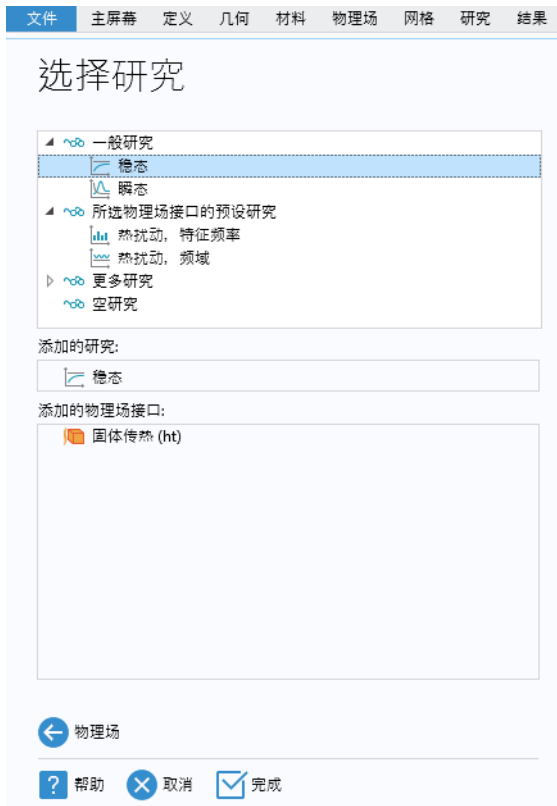 文件 主屏幕 定义 几何 材料 物理场 网格 研究 结果
选择研究
一般研究
稳态
瞬态
所选物理场接口的预设研究
热扰动, 特征频率
热扰动, 频域
更多研究
空研究
添加的研究:
稳态
添加的物理场接口:
固体传热 (ht)
物理场
? 帮助 取消 完成